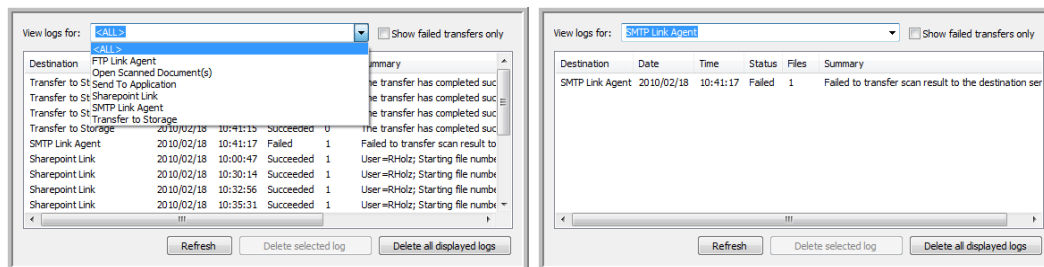 View logs for: <ALL> Show failed transfers only
<ALL>
FTP Link Agent
Open Scanned Document(s)
Send To Application
Sharepoint Link
SMTP Link Agent
Transfer to Storage
Destination ummary
Transfer to St he transfer has completed suc
Transfer to St he transfer has completed suc
Transfer to St he transfer has completed suc
Transfer to Storage 2010/02/18 10:41:15 Succeeded 0 The transfer has completed suc
SMTP Link Agent 2010/02/18 10:41:17 Failed 1 Failed to transfer scan result to
Sharepoint Link 2010/02/18 10:00:47 Succeeded 1 User=RHolz; Starting file numbe
Sharepoint Link 2010/02/18 10:30:14 Succeeded 1 User=RHolz; Starting file numbe
Sharepoint Link 2010/02/18 10:32:56 Succeeded 1 User=RHolz; Starting file numbe
Sharepoint Link 2010/02/18 10:35:31 Succeeded 1 User=RHolz; Starting file numbe
Refresh Delete selected log Delete all displayed logs
View logs for: SMTP Link Agent Show failed transfers only
Destination Date Time Status Files Summary
SMTP Link Agent 2010/02/18 10:41:17 Failed 1 Failed to transfer scan result to the destination ser
Refresh Delete selected log Delete all displayed logs